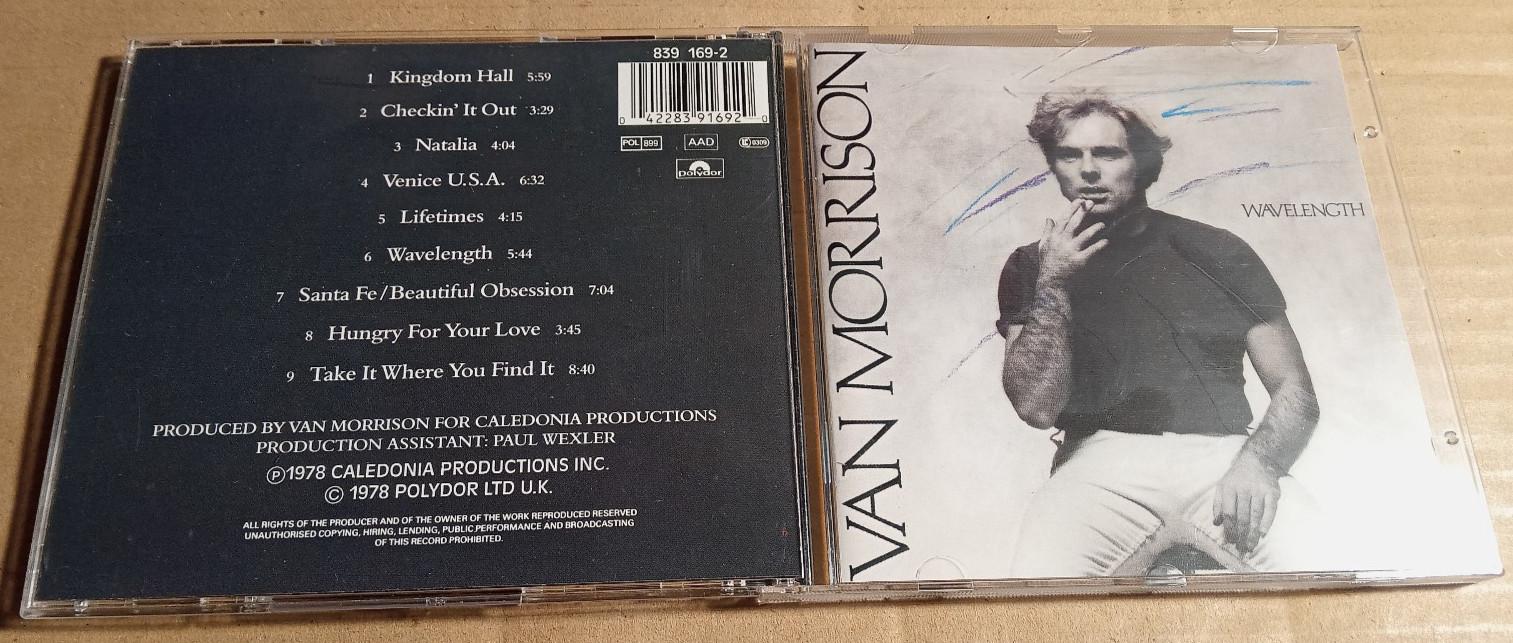 839 169-2
0 42283 91692 0
POL 899
AAD
0309
Polydor
1 Kingdom Hall 5:59
2 Checkin' It Out 3:29
3 Natalia 4:04
4 Venice U.S.A. 6:32
5 Lifetimes 4:15
6 Wavelength 5:44
7 Santa Fe/Beautiful Obsession 7:04
8 Hungry For Your Love 3:45
9 Take It Where You Find It 8:40
PRODUCED BY VAN MORRISON FOR CALEDONIA PRODUCTIONS
PRODUCTION ASSISTANT: PAUL WEXLER
℗1978 CALEDONIA PRODUCTIONS INC.
© 1978 POLYDOR LTD U.K.
ALL RIGHTS OF THE PRODUCER AND OF THE OWNER OF THE WORK REPRODUCED RESERVED
UNAUTHORISED COPYING, HIRING, LENDING, PUBLIC PERFORMANCE AND BROADCASTING
OF THIS RECORD PROHIBITED.
VAN MORRISON
WAVELENGTH